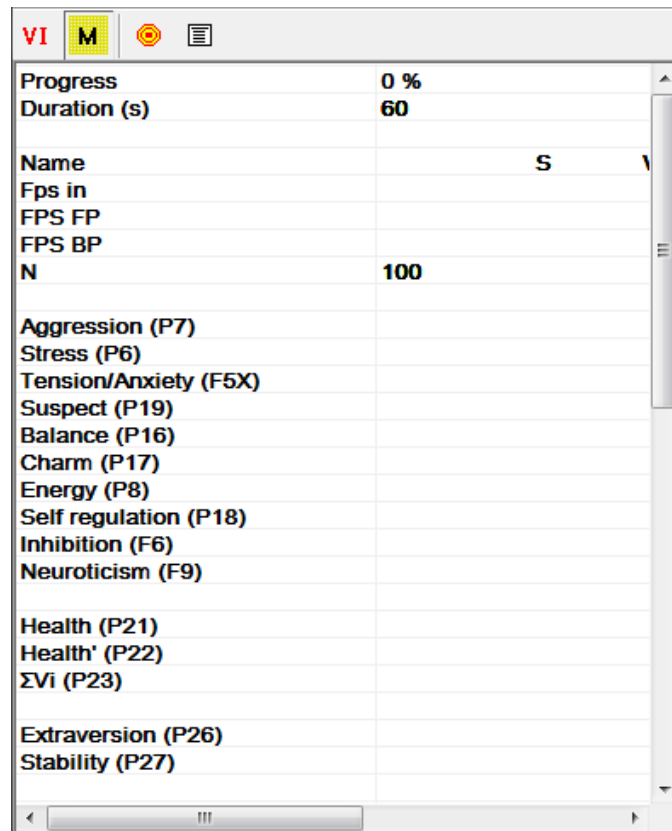 VI M
Progress 0 %
Duration (s) 60
Name S
Fps in
FPS FP
FPS BP
N 100
Aggression (P7)
Stress (P6)
Tension/Anxiety (F5X)
Suspect (P19)
Balance (P16)
Charm (P17)
Energy (P8)
Self regulation (P18)
Inhibition (F6)
Neuroticism (F9)
Health (P21)
Health' (P22)
ΣVi (P23)
Extraversion (P26)
Stability (P27)